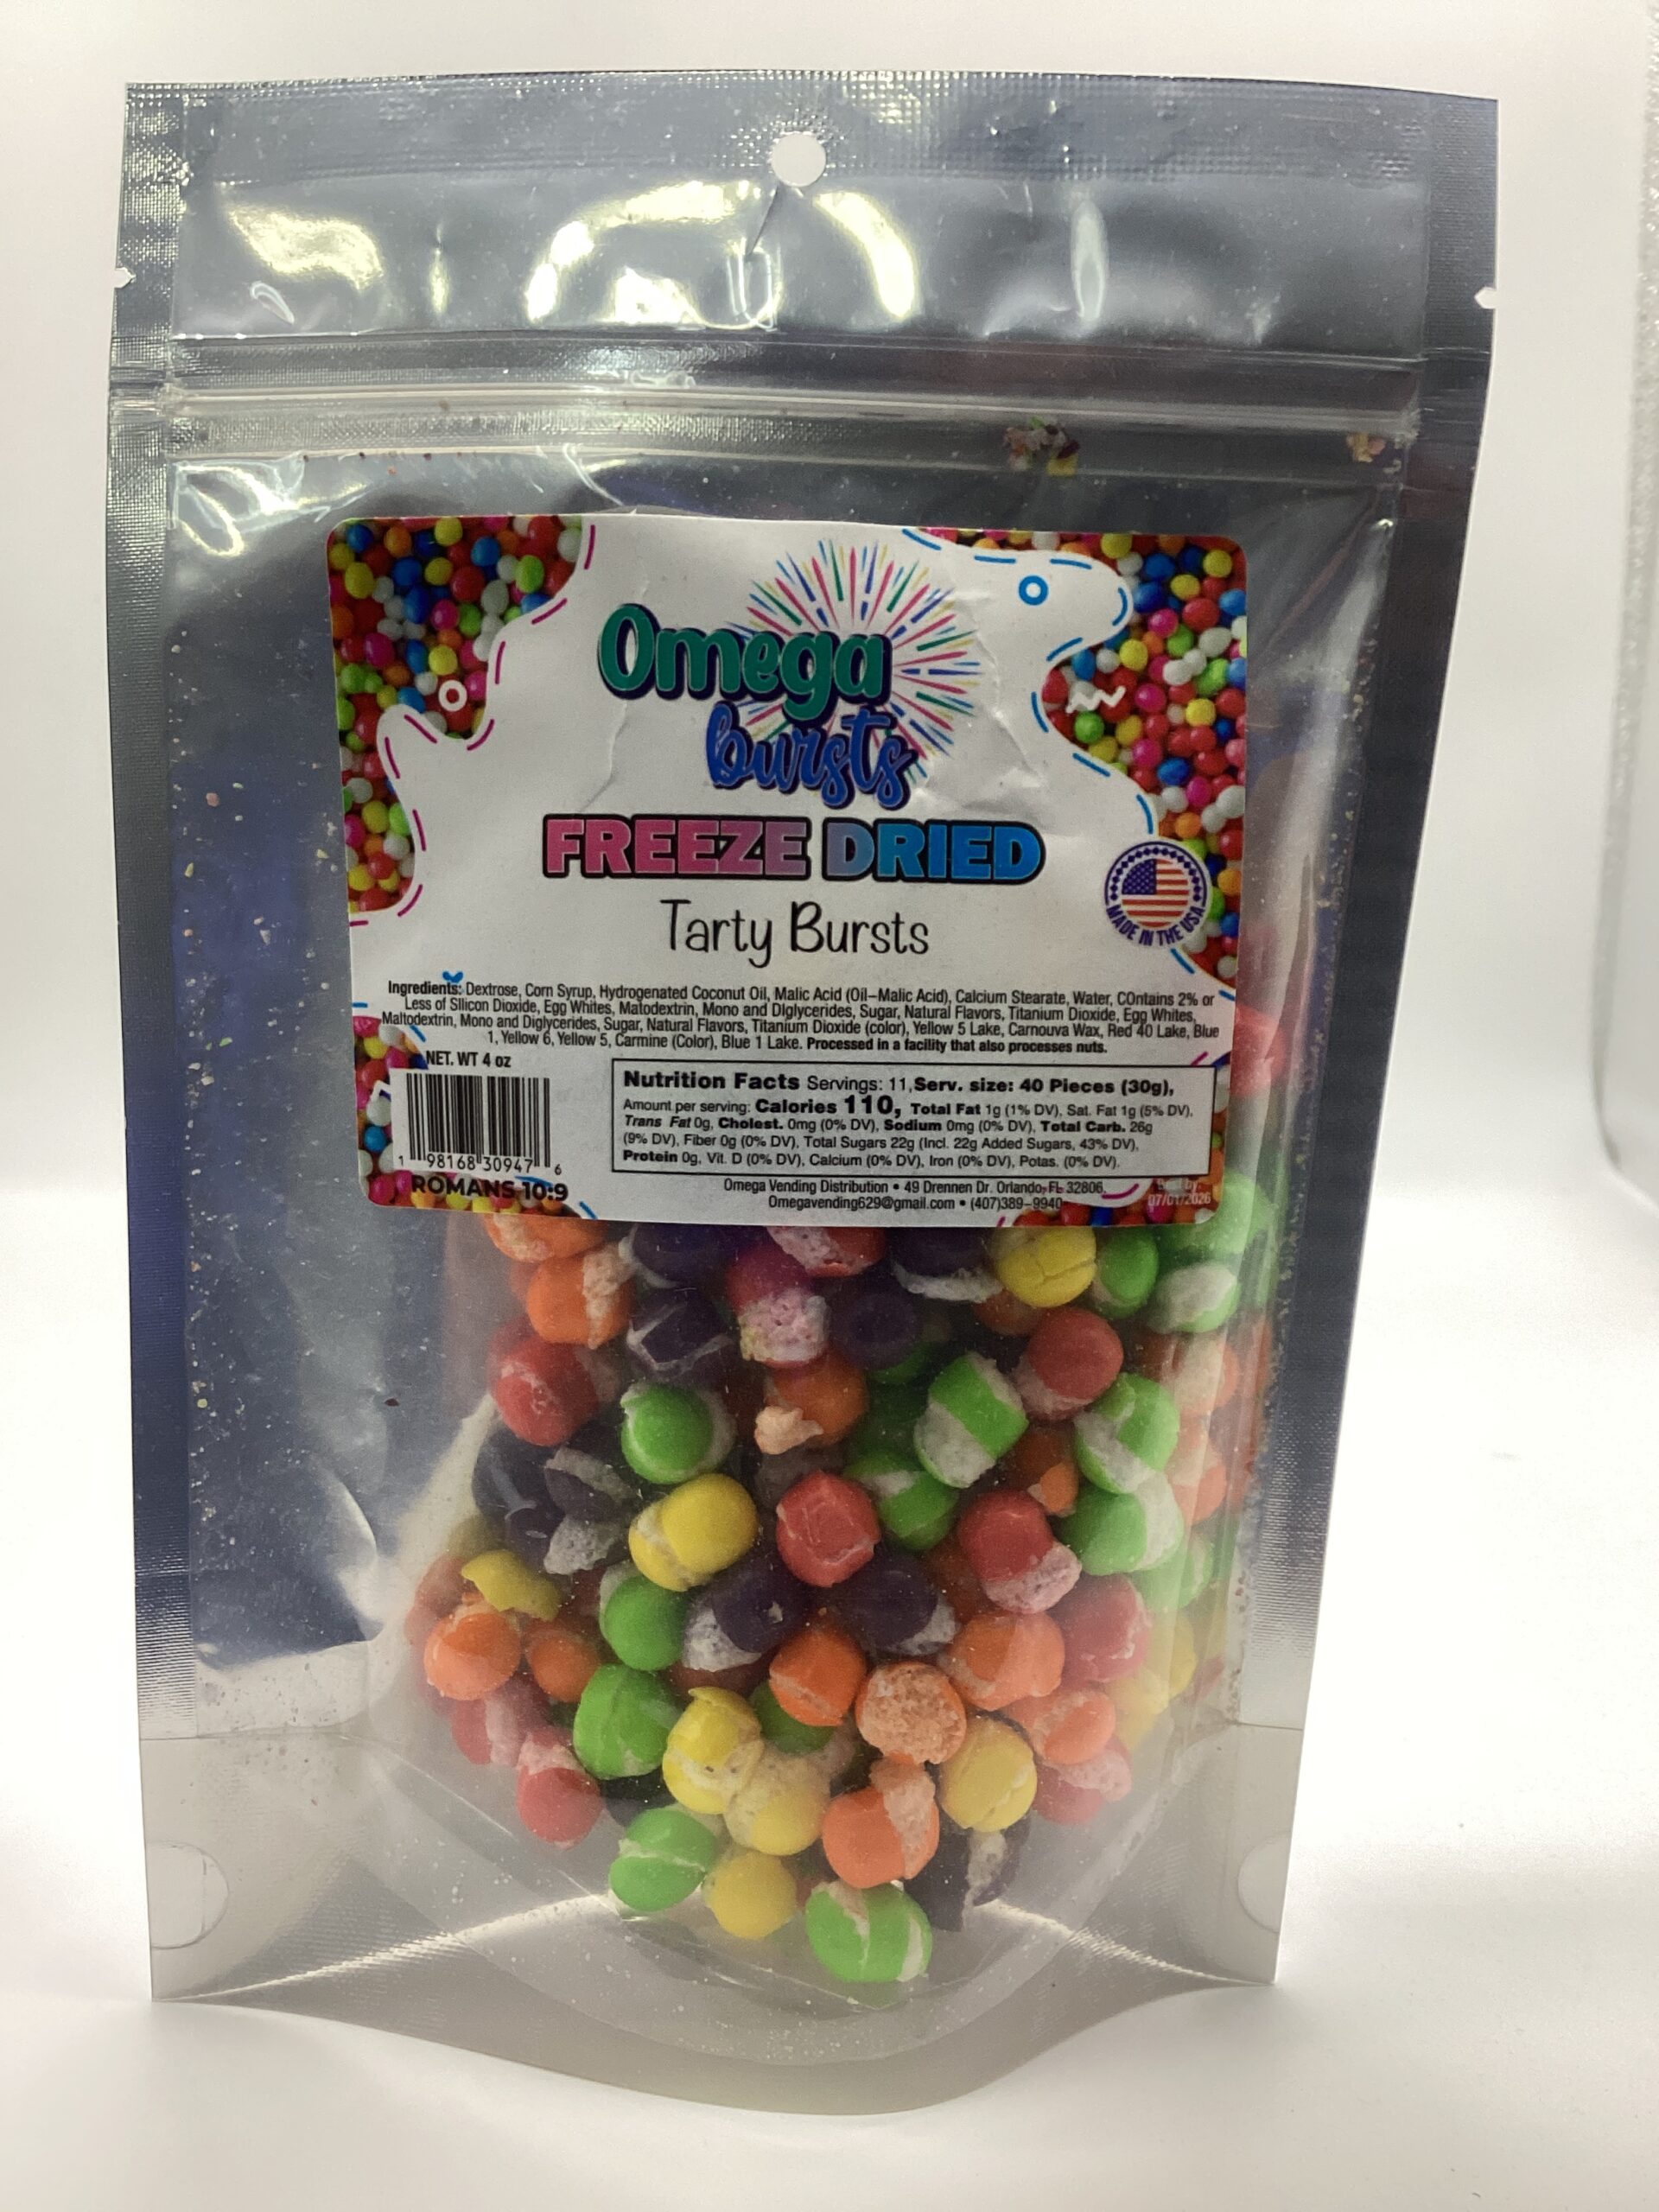 Omega
bursts
FREEZE DRIED
Tarty Bursts
MADE IN THE USA
Ingredients: Dextrose, Corn Syrup, Hydrogenated Coconut Oil, Malic Acid (Oil–Malic Acid), Calcium Stearate, Water, COntains 2% or
Less of SIlicon Dioxide, Egg Whites, Matodextrin, Mono and DIglycerides, Sugar, Natural Flavors, Titanium Dioxide, Egg Whites,
Maltodextrin, Mono and Diglycerides, Sugar, Natural Flavors, Titanium Dioxide (color), Yellow 5 Lake, Carnouva Wax, Red 40 Lake, Blue
1, Yellow 6, Yellow 5, Carmine (Color), Blue 1 Lake. Processed in a facility that also processes nuts.
NET. WT 4 oz
1 98168 30947 6
ROMANS 10:9
Nutrition Facts Servings: 11, Serv. size: 40 Pieces (30g),
Amount per serving: Calories 110, Total Fat 1g (1% DV), Sat. Fat 1g (5% DV),
Trans Fat 0g, Cholest. 0mg (0% DV), Sodium 0mg (0% DV), Total Carb. 26g
(9% DV), Fiber 0g (0% DV), Total Sugars 22g (Incl. 22g Added Sugars, 43% DV),
Protein 0g, Vit. D (0% DV), Calcium (0% DV), Iron (0% DV), Potas. (0% DV).
Omega Vending Distribution • 49 Drennen Dr. Orlando, FL 32806.
Omegavending629@gmail.com • (407)389–9940
Best by:
07/01/2026